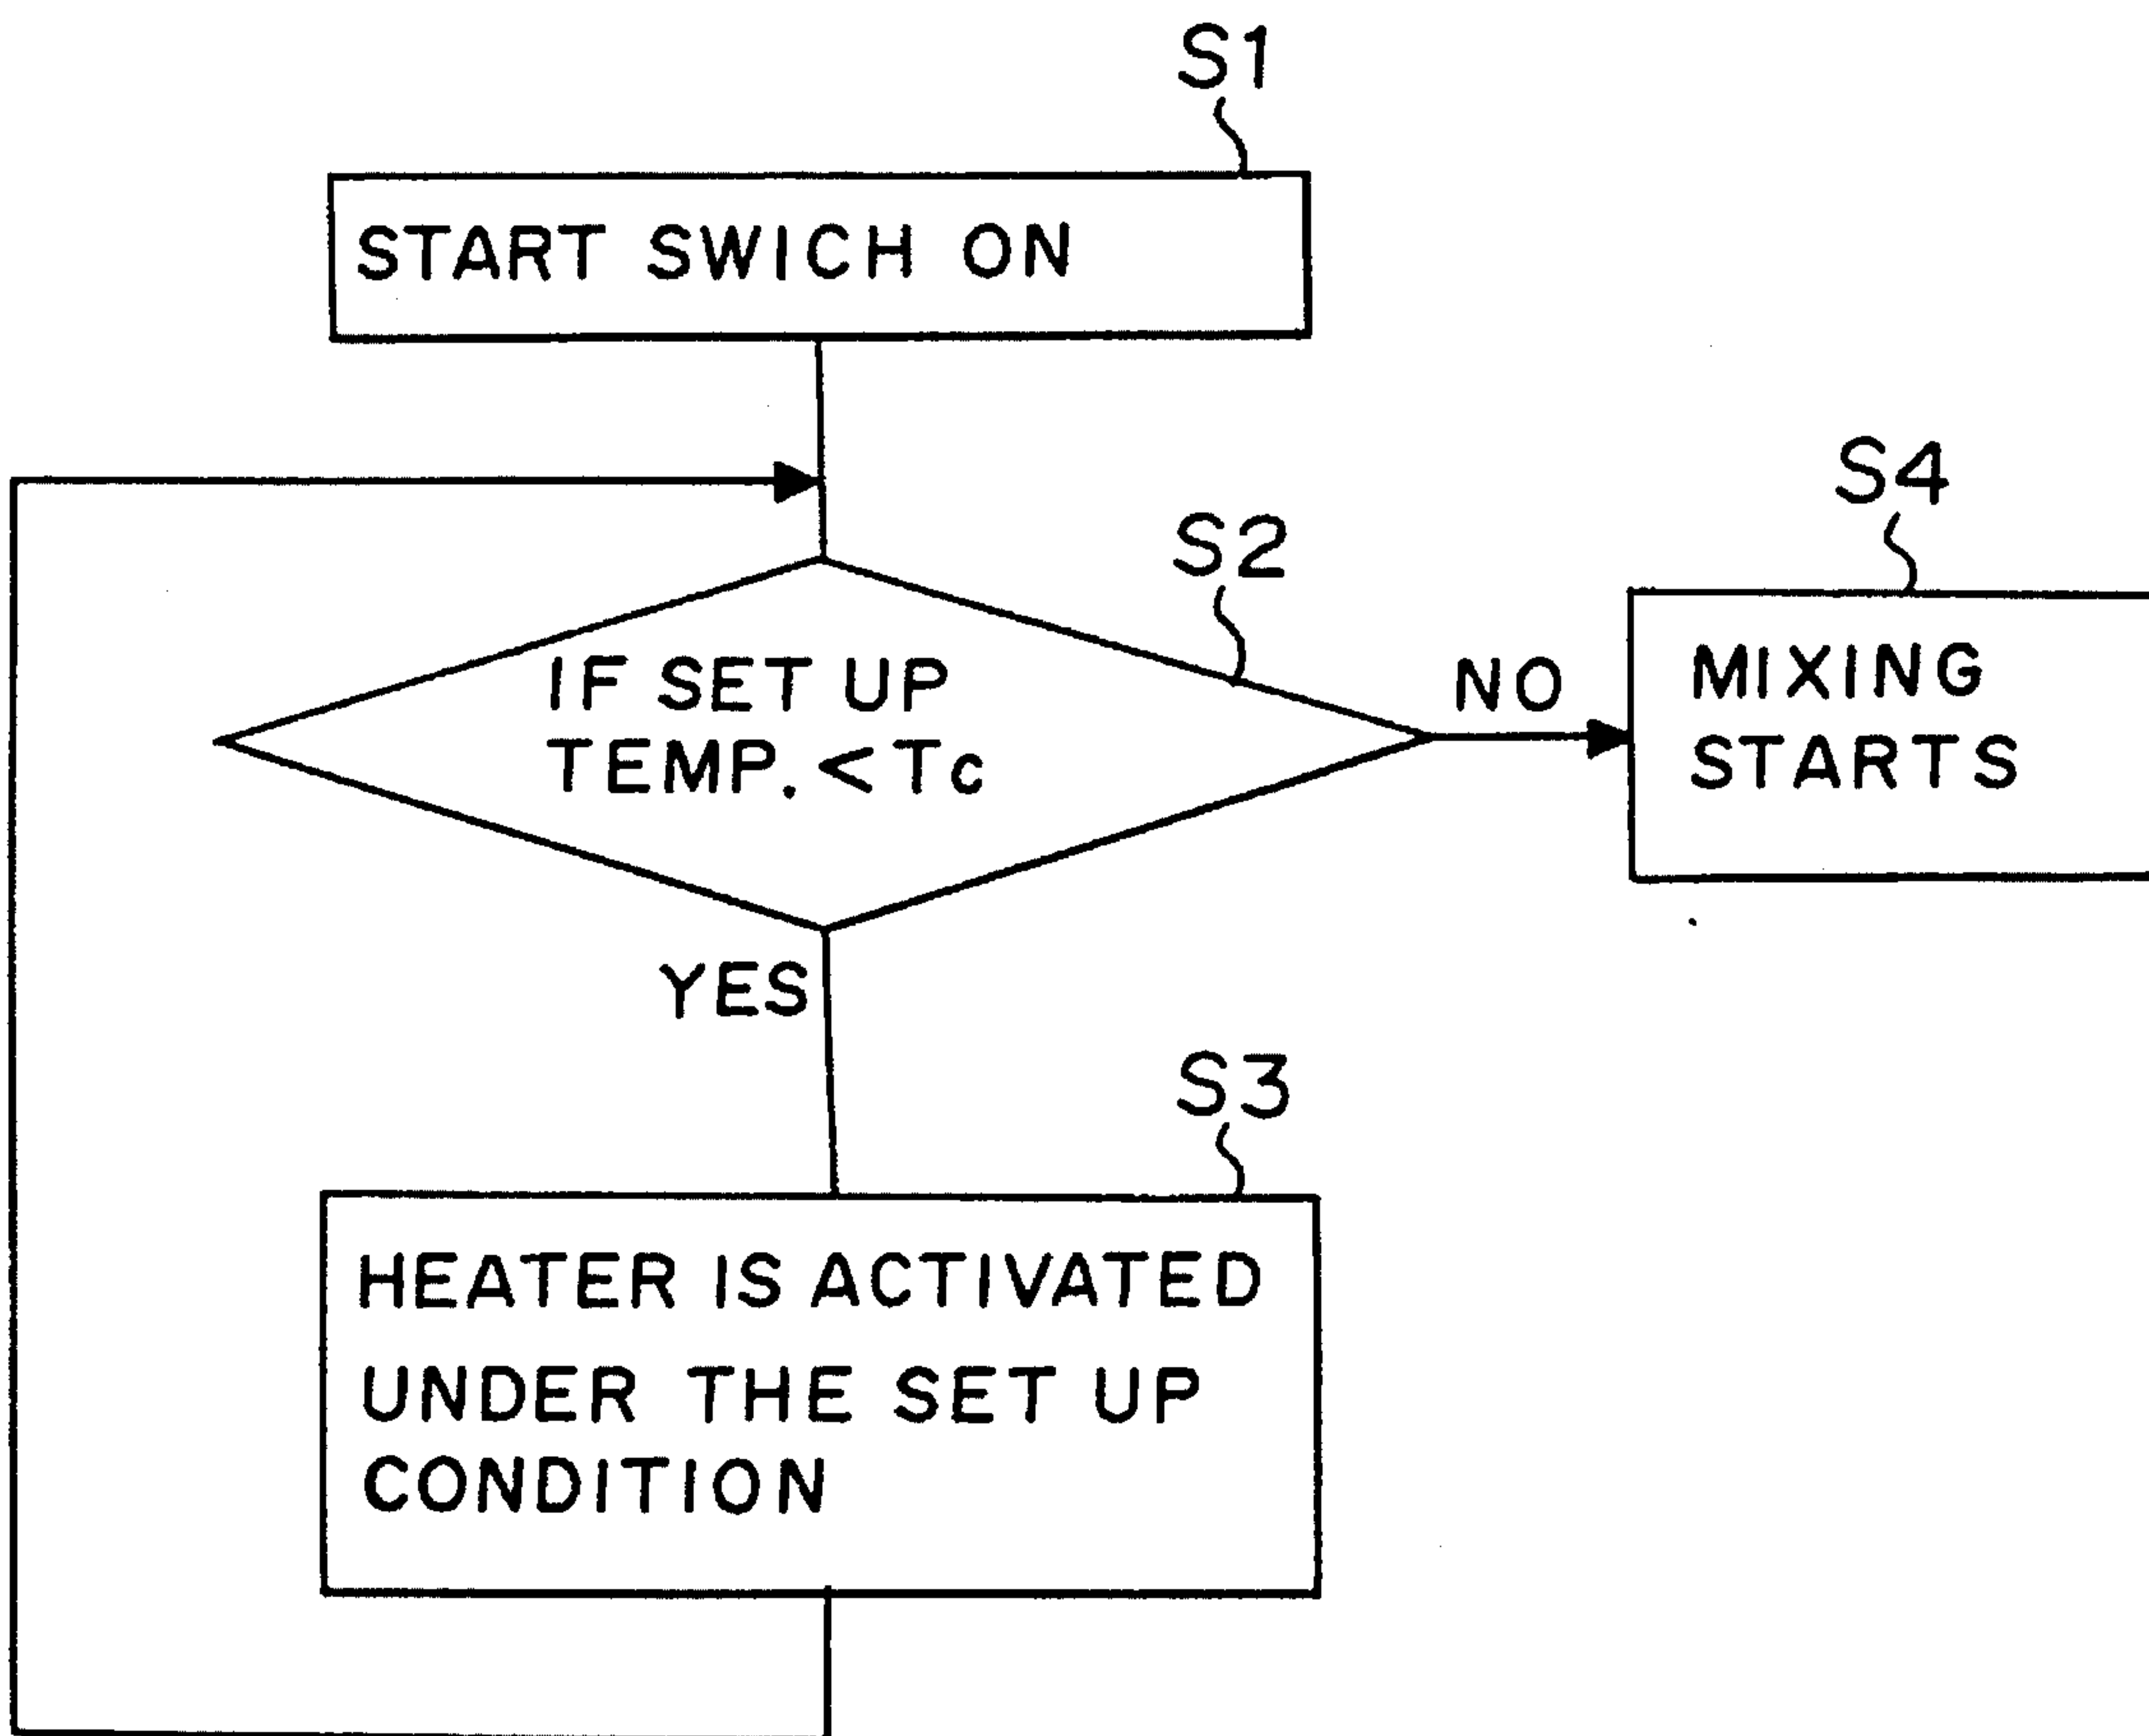 S1
START SWICH ON
S2
IF SET UP
TEMP. < Tc
NO
S4
MIXING
STARTS
YES
S3
HEATER IS ACTIVATED
UNDER THE SET UP
CONDITION